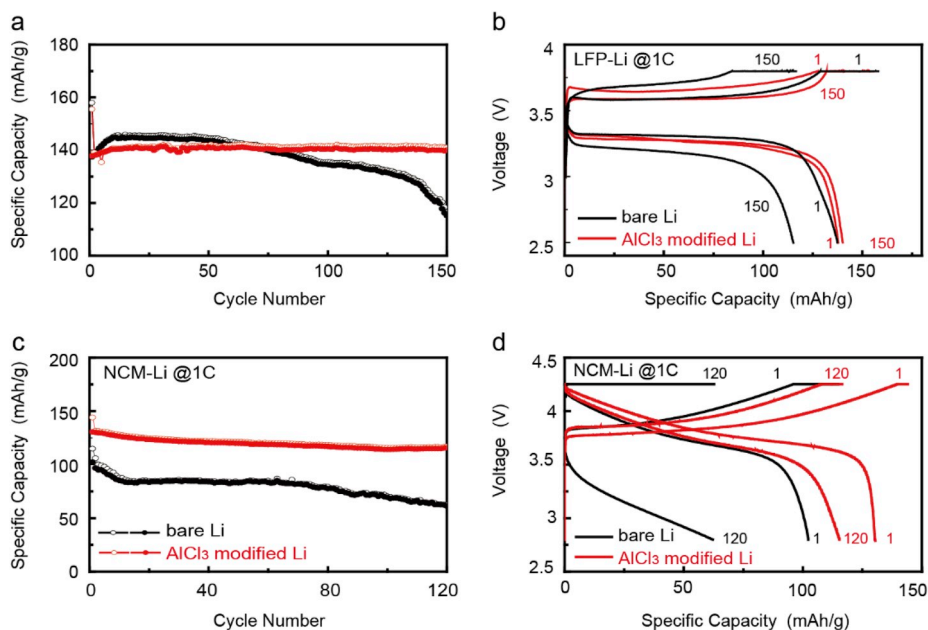 a
180
160
140
120
100
0
50
100
150
Specific Capacity (mAh/g)
Cycle Number
b
LFP-Li @1C
150
1
1
150
150
1
1
150
bare Li
AlCl₃ modified Li
4
3.5
3
2.5
0
50
100
150
Voltage (V)
Specific Capacity (mAh/g)
c
NCM-Li @1C
200
150
100
50
0
0
40
80
120
bare Li
AlCl₃ modified Li
Specific Capacity (mAh/g)
Cycle Number
d
NCM-Li @1C
120
1
120
1
120
1
120
1
bare Li
AlCl₃ modified Li
4.5
4
3.5
3
2.5
0
50
100
150
Voltage (V)
Specific Capacity (mAh/g)